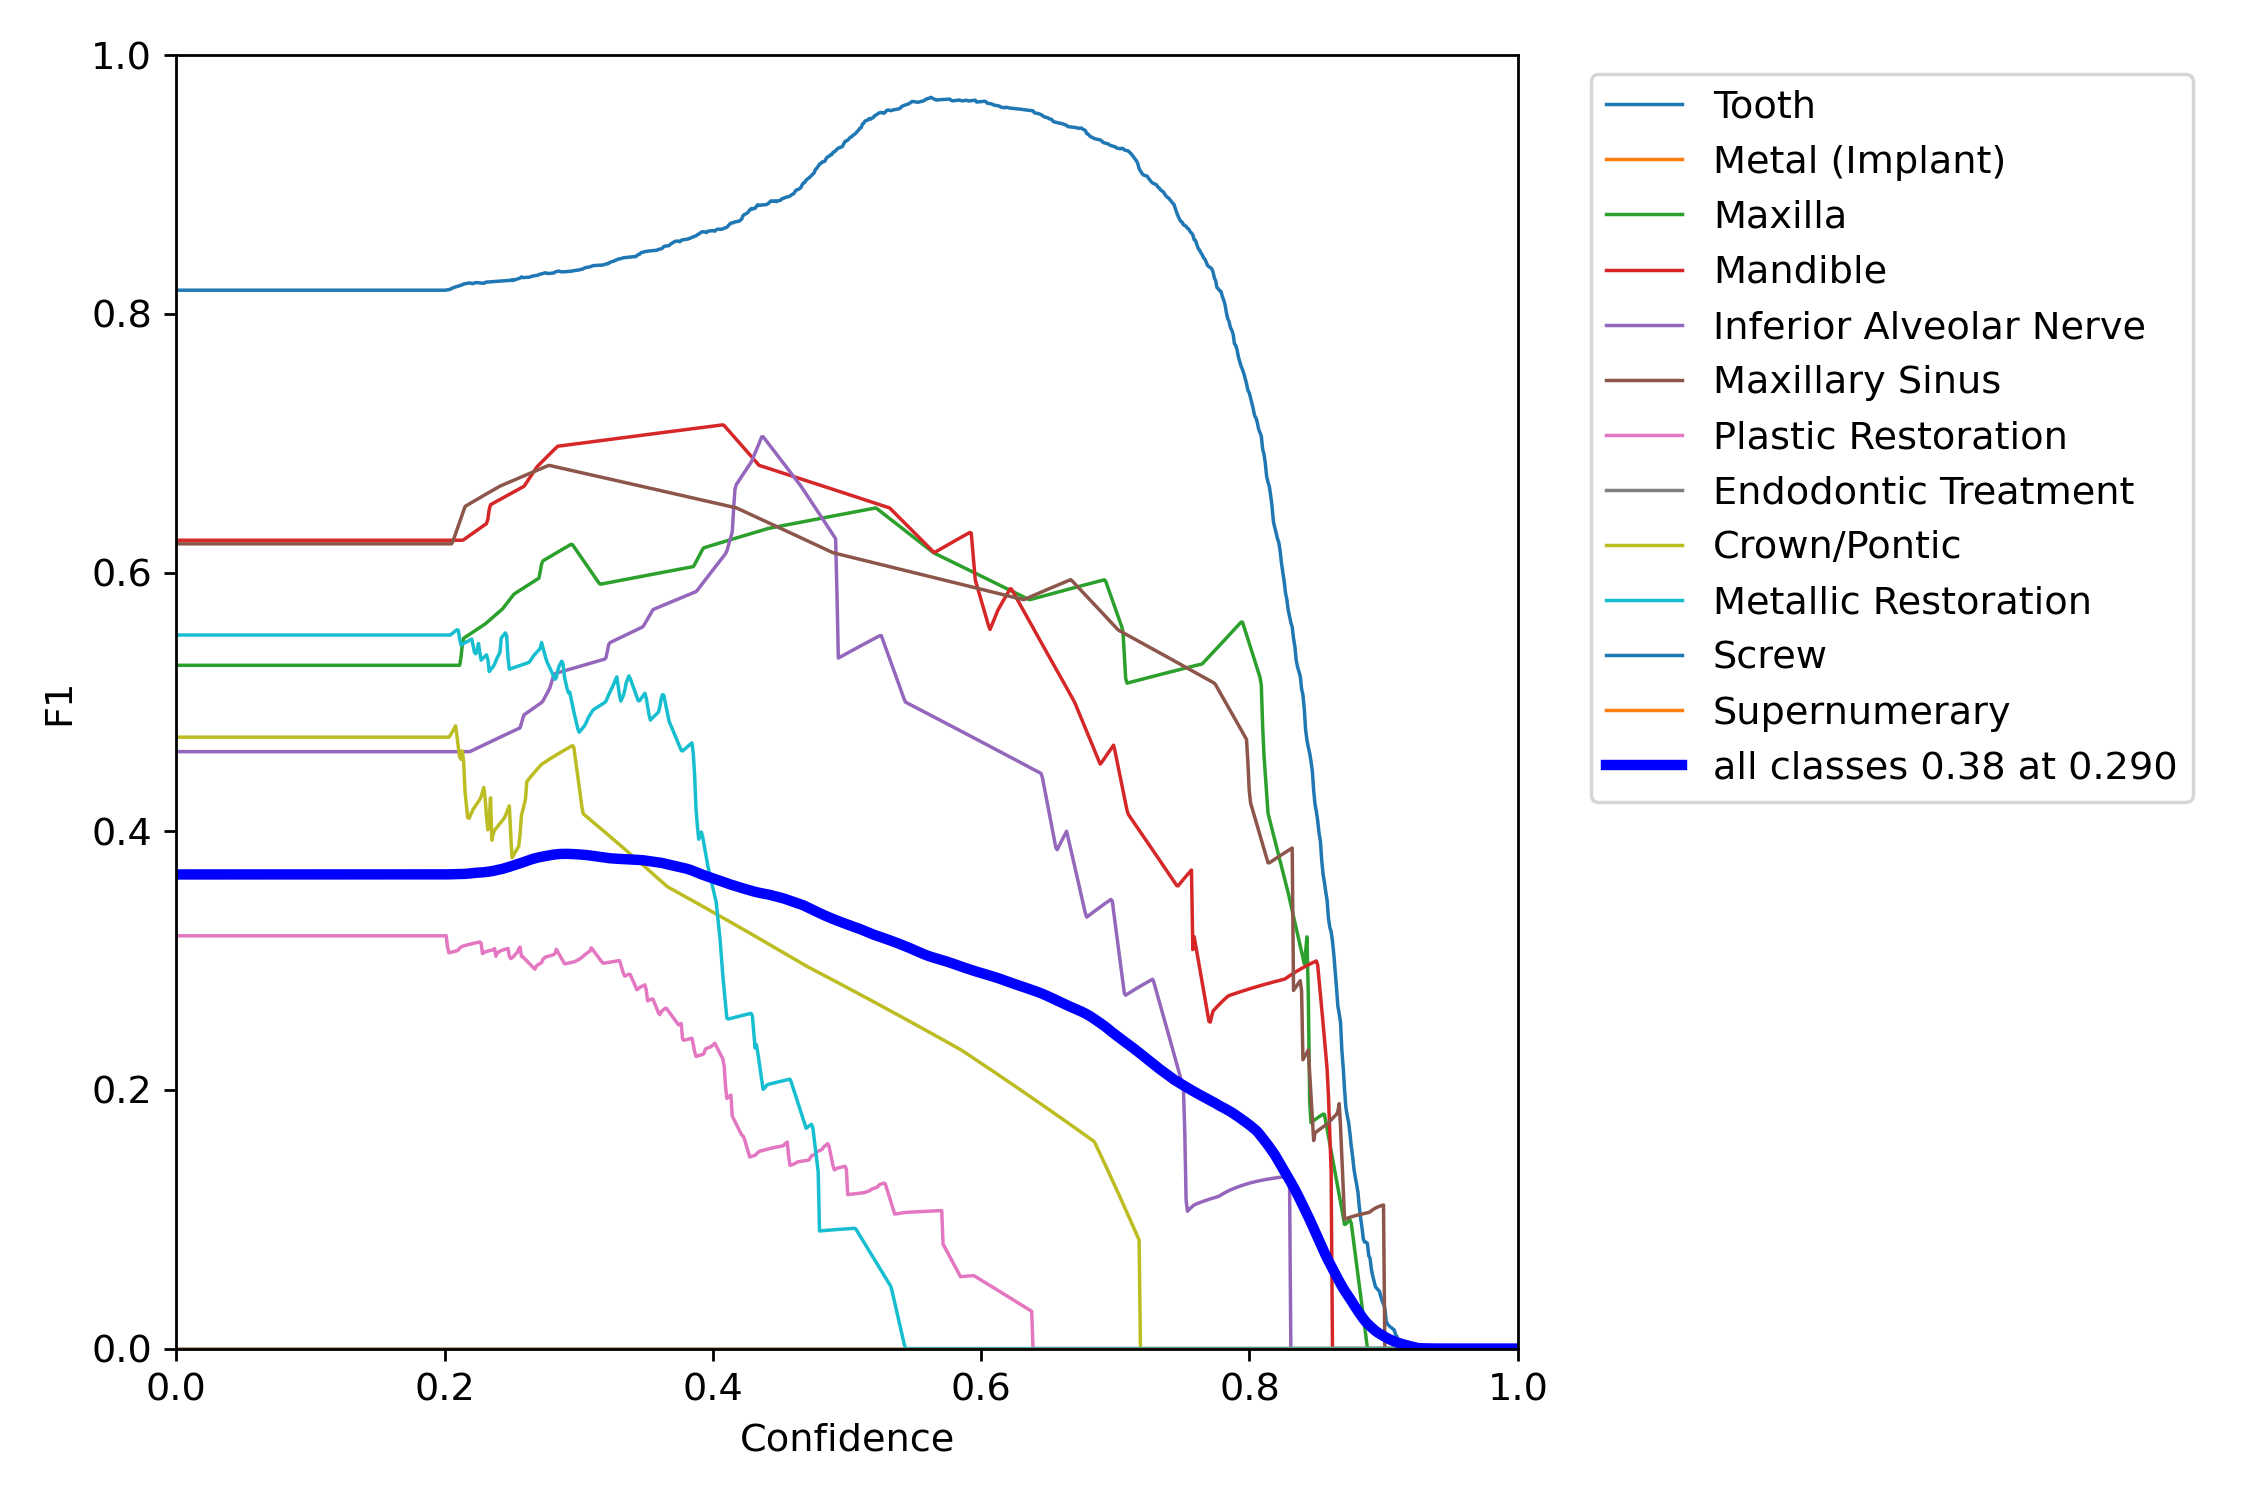 1.0
0.8
0.6
0.4
0.2
0.0
F1
0.0 0.2 0.4 0.6 0.8 1.0
Confidence
Tooth
Metal (Implant)
Maxilla
Mandible
Inferior Alveolar Nerve
Maxillary Sinus
Plastic Restoration
Endodontic Treatment
Crown/Pontic
Metallic Restoration
Screw
Supernumerary
all classes 0.38 at 0.290